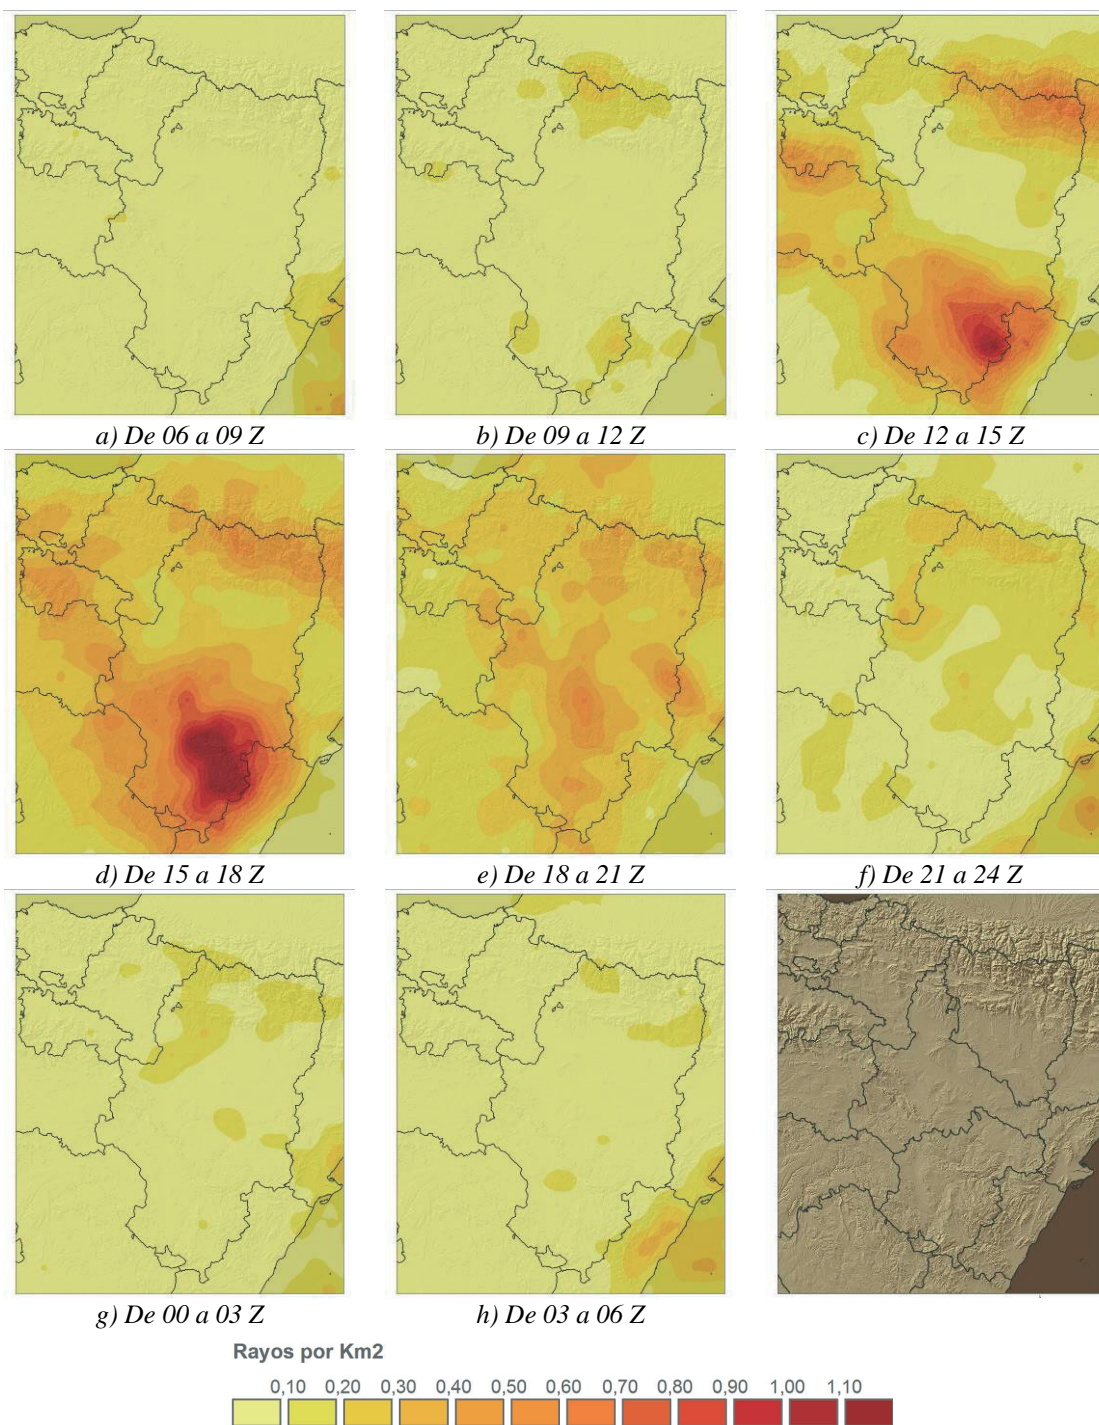 a) De 06 a 09 Z
b) De 09 a 12 Z
c) De 12 a 15 Z
d) De 15 a 18 Z
e) De 18 a 21 Z
f) De 21 a 24 Z
g) De 00 a 03 Z
h) De 03 a 06 Z
Rayos por Km2
0,10 0,20 0,30 0,40 0,50 0,60 0,70 0,80 0,90 1,00 1,10